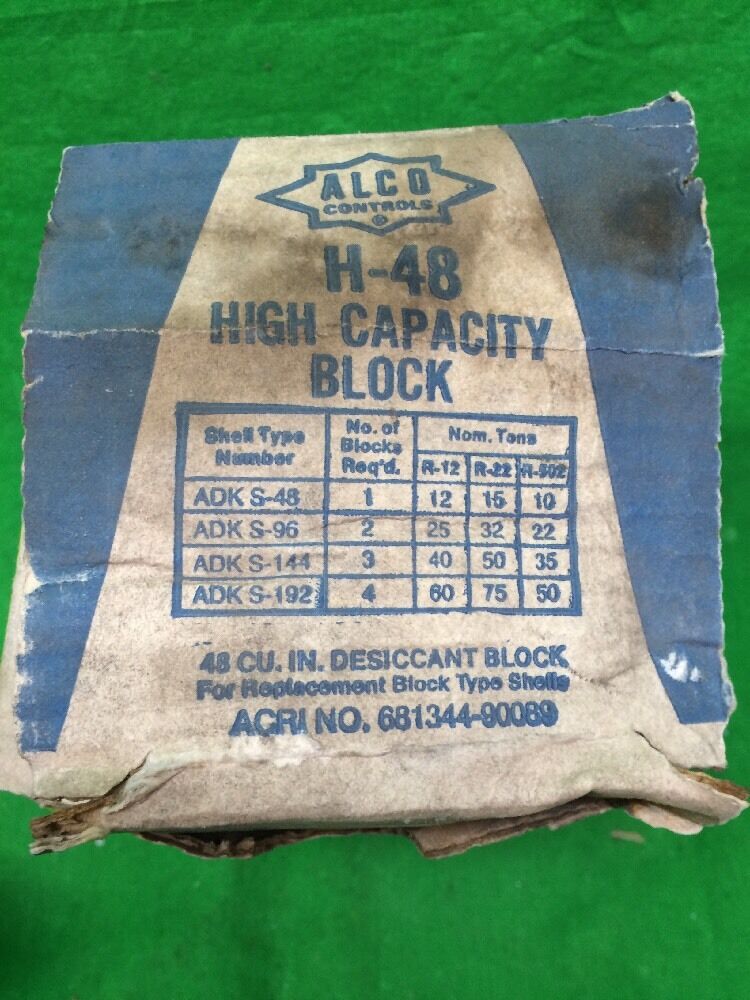 ALCO
CONTROLS
®
H-48
HIGH CAPACITY
BLOCK
Shell Type Number No. of Blocks Req'd. Nom. Tons
R-12 R-22 R-502
ADK S-48 1 12 15 10
ADK S-96 2 25 32 22
ADK S-144 3 40 50 35
ADK S-192 4 60 75 50
48 CU. IN. DESICCANT BLOCK
For Replacement Block Type Shells
ACRI NO. 681344-90089